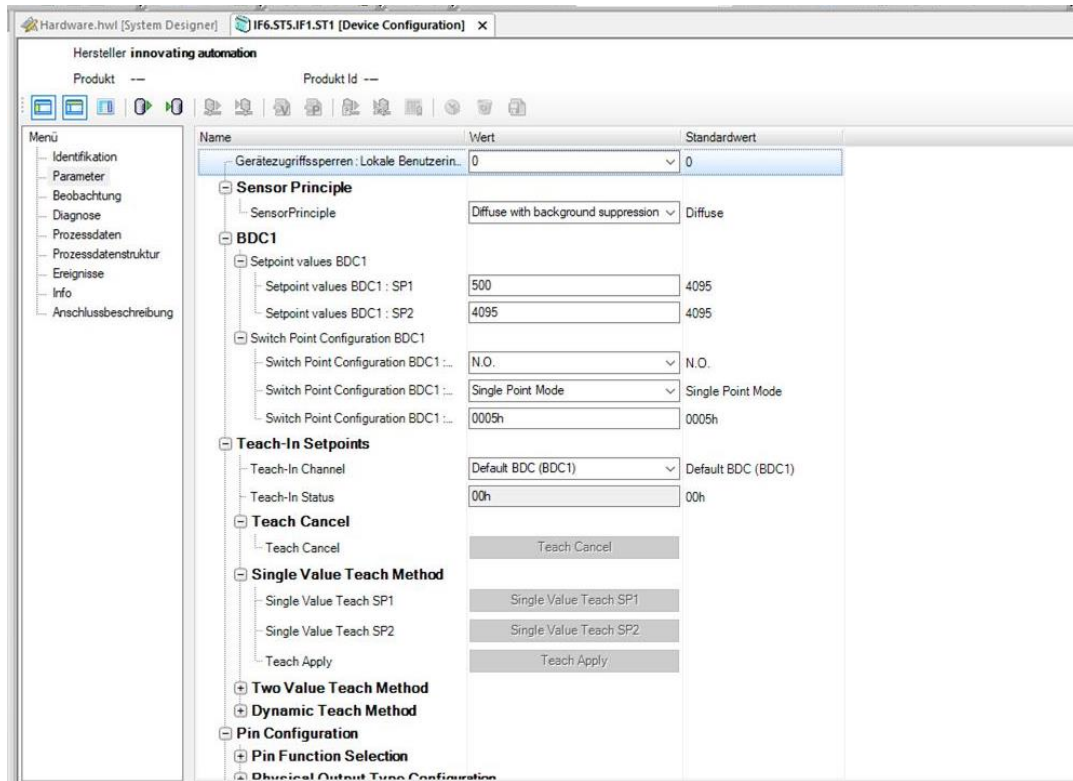 Hardware.hwl [System Designer] IF6.ST5.IF1.ST1 [Device Configuration] X
Hersteller innovating automation
Produkt --- Produkt Id ---
Menü
Identifikation
Parameter
Beobachtung
Diagnose
Prozessdaten
Prozessdatenstruktur
Ereignisse
Info
Anschlussbeschreibung
Name Wert Standardwert
Gerätezugriffssperren : Lokale Benutzerin... 0 0
Sensor Principle
SensorPrinciple Diffuse with background suppression Diffuse
BDC1
Setpoint values BDC1
Setpoint values BDC1 : SP1 500 4095
Setpoint values BDC1 : SP2 4095 4095
Switch Point Configuration BDC1
Switch Point Configuration BDC1 :... N.O. N.O.
Switch Point Configuration BDC1 :... Single Point Mode Single Point Mode
Switch Point Configuration BDC1 :... 0005h 0005h
Teach-In Setpoints
Teach-In Channel Default BDC (BDC1) Default BDC (BDC1)
Teach-In Status 00h 00h
Teach Cancel
Teach Cancel Teach Cancel
Single Value Teach Method
Single Value Teach SP1 Single Value Teach SP1
Single Value Teach SP2 Single Value Teach SP2
Teach Apply Teach Apply
Two Value Teach Method
Dynamic Teach Method
Pin Configuration
Pin Function Selection
Physical Output Type Configuration